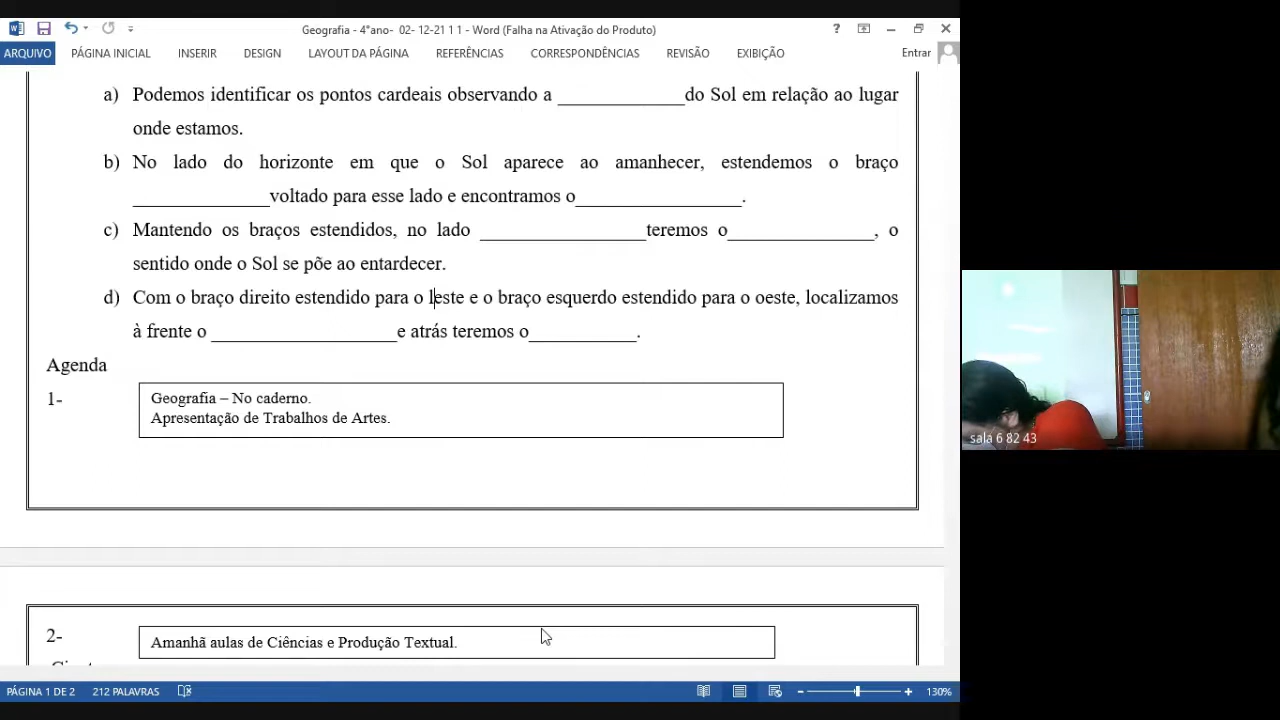 Geografia - 4°ano- 02- 12-21 1 1 - Word (Falha na Ativação do Produto)
ARQUIVO PÁGINA INICIAL INSERIR DESIGN LAYOUT DA PÁGINA REFERÊNCIAS CORRESPONDÊNCIAS REVISÃO EXIBIÇÃO Entrar
a) Podemos identificar os pontos cardeais observando a _____________do Sol em relação ao lugar
onde estamos.
b) No lado do horizonte em que o Sol aparece ao amanhecer, estendemos o braço
______________voltado para esse lado e encontramos o_________________.
c) Mantendo os braços estendidos, no lado _________________teremos o_______________, o
sentido onde o Sol se põe ao entardecer.
d) Com o braço direito estendido para o leste e o braço esquerdo estendido para o oeste, localizamos
à frente o ___________________e atrás teremos o___________.
Agenda
1-
Geografia – No caderno.
Apresentação de Trabalhos de Artes.
sala 6 82 43
2-
Amanhã aulas de Ciências e Produção Textual.
PÁGINA 1 DE 2 212 PALAVRAS 130%